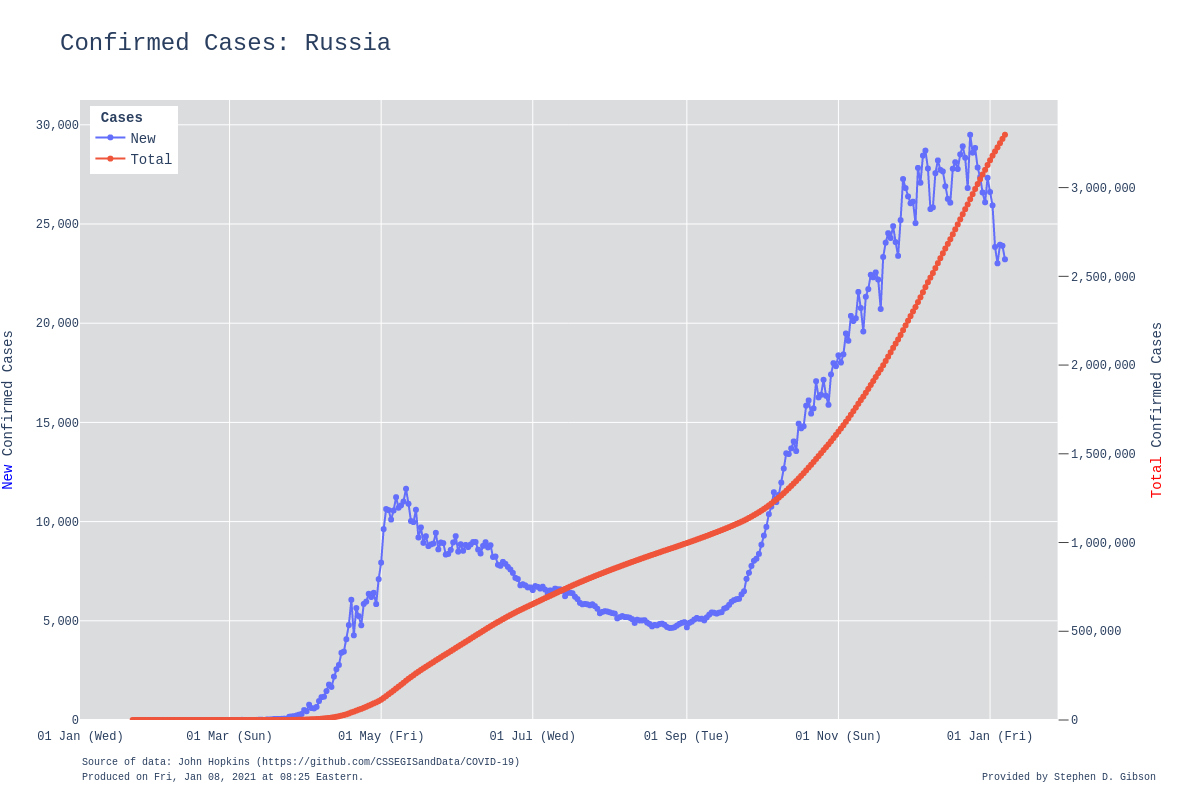 Confirmed Cases: Russia
Cases
New
Total
30,000
25,000
20,000
15,000
10,000
5,000
0
New Confirmed Cases
3,000,000
2,500,000
2,000,000
1,500,000
1,000,000
500,000
0
Total Confirmed Cases
01 Jan (Wed)
01 Mar (Sun)
01 May (Fri)
01 Jul (Wed)
01 Sep (Tue)
01 Nov (Sun)
01 Jan (Fri)
Source of data: John Hopkins (https://github.com/CSSEGISandData/COVID-19)
Produced on Fri, Jan 08, 2021 at 08:25 Eastern.
Provided by Stephen D. Gibson